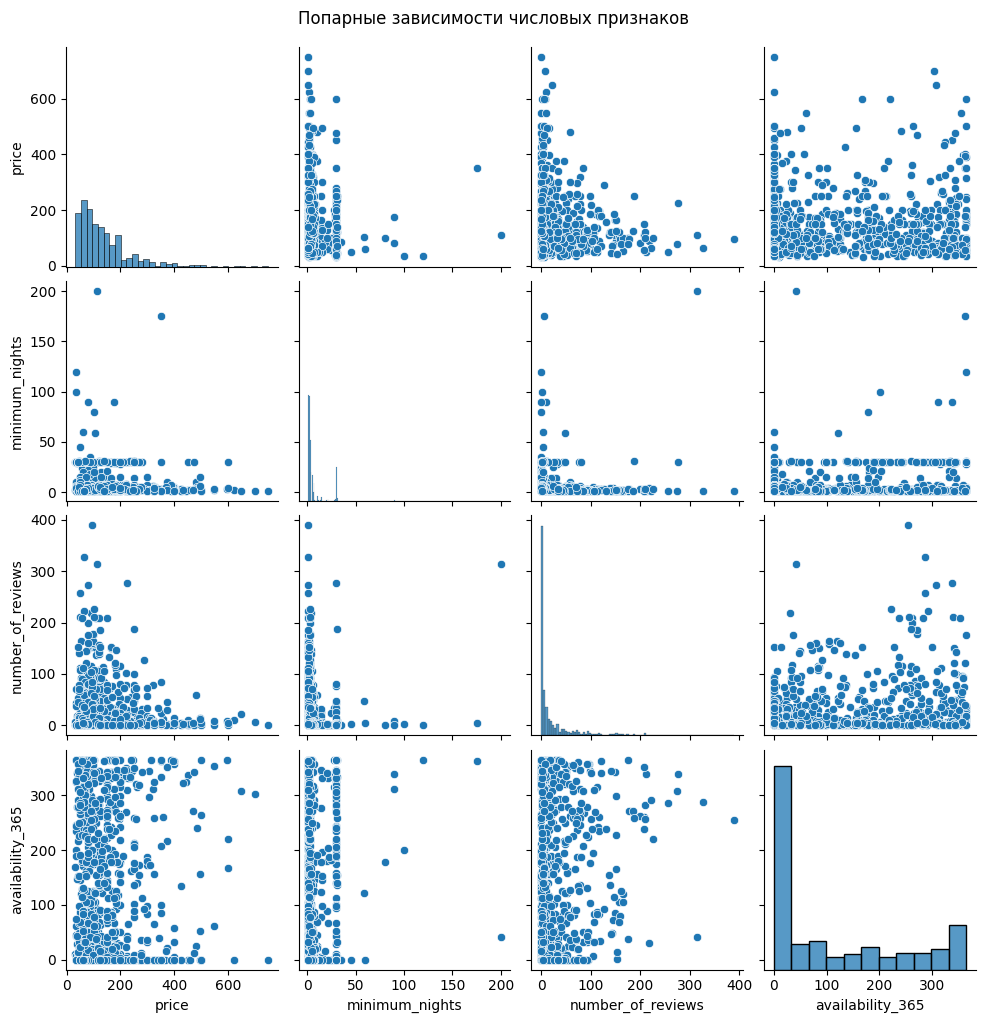 Попарные зависимости числовых признаков
price
600
400
200
0
minimum_nights
200
150
100
50
0
number_of_reviews
400
300
200
100
0
availability_365
300
200
100
0
0 200 400 600
0 100 200
0 100 200 300 400
0 100 200 300
price minimum_nights number_of_reviews availability_365